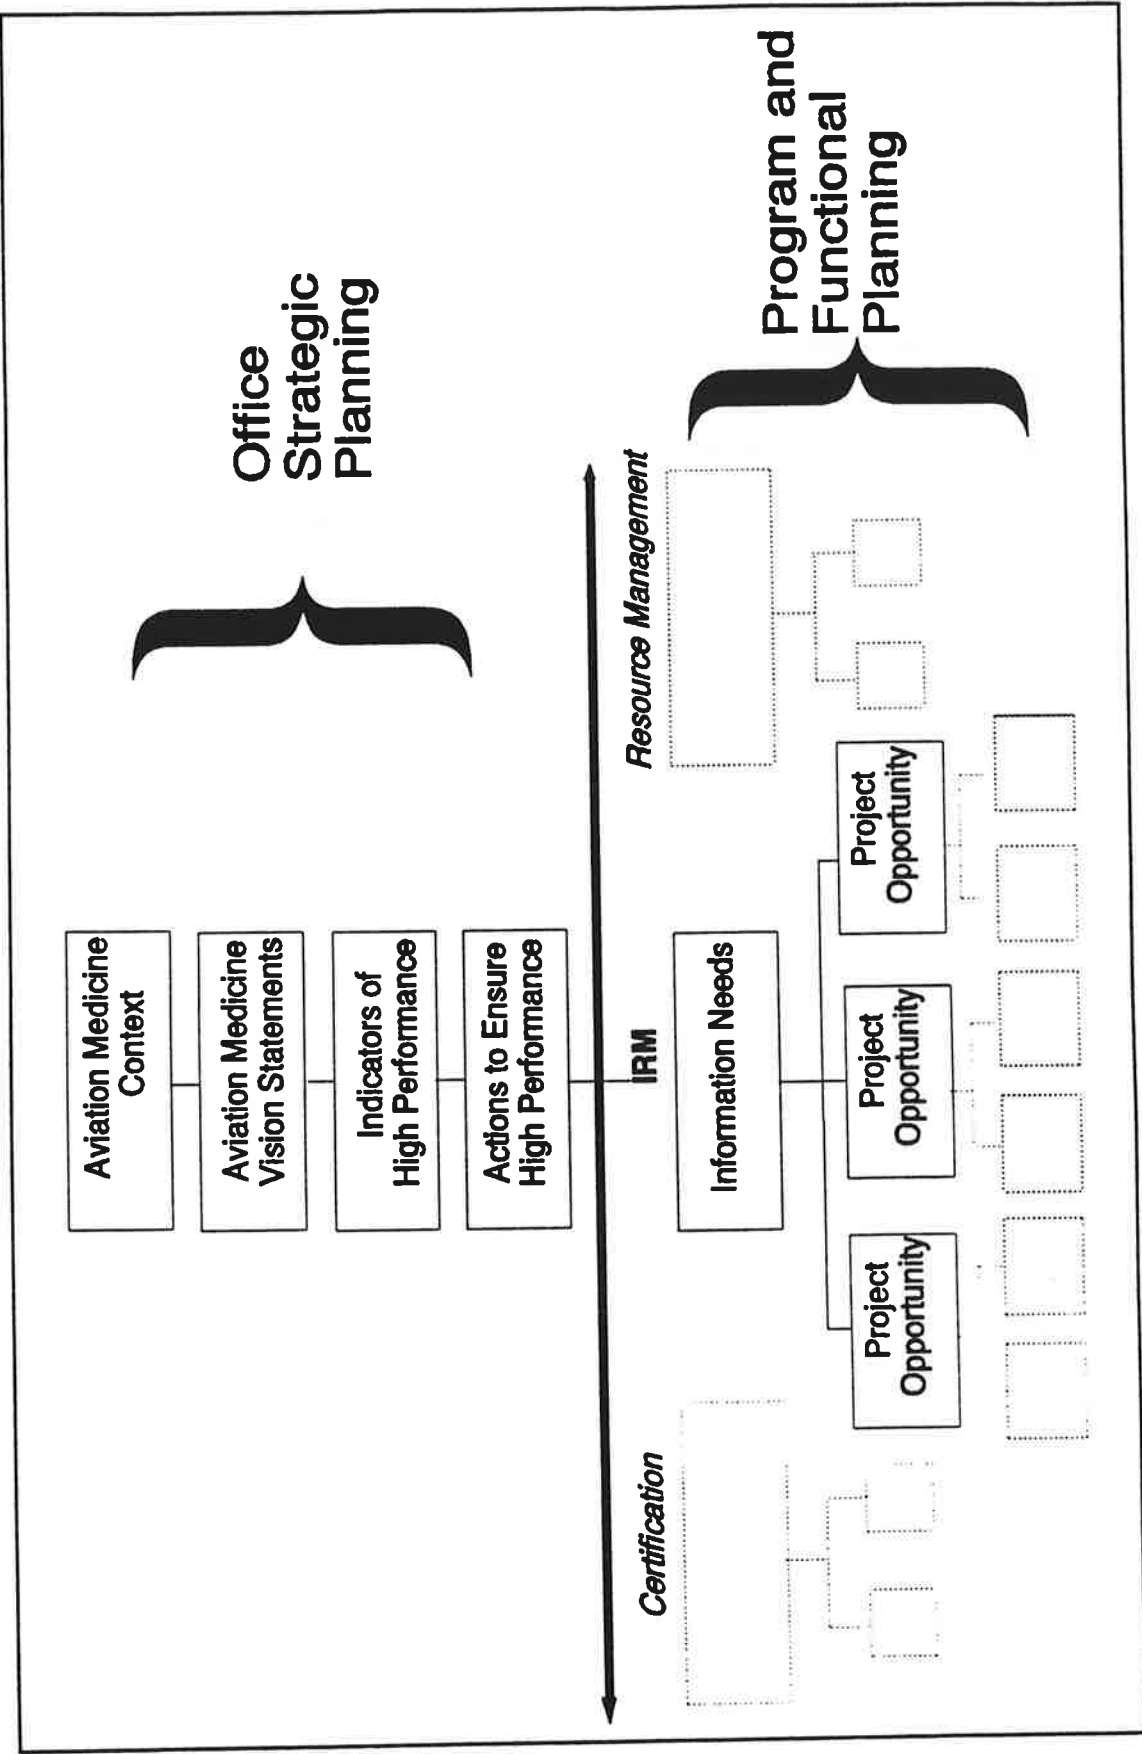 Aviation Medicine
Context
Aviation Medicine
Vision Statements
Indicators of
High Performance
Actions to Ensure
High Performance
Office
Strategic
Planning
Certification
IRM
Resource Management
Information Needs
Project
Opportunity
Project
Opportunity
Project
Opportunity
Program and
Functional
Planning